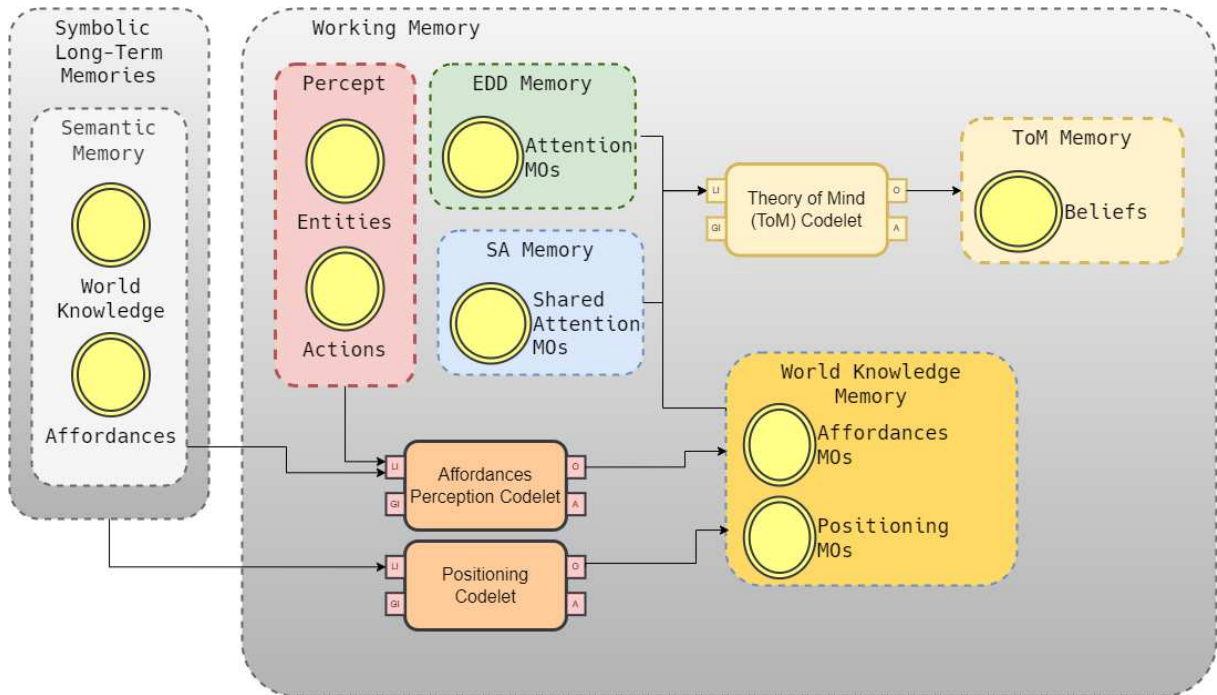 Symbolic
Long-Term
Memories
Semantic
Memory
World
Knowledge
Affordances
Working Memory
Percept
Entities
Actions
EDD Memory
Attention
MOs
SA Memory
Shared
Attention
MOs
LI
GI
Theory of Mind
(ToM) Codelet
O
A
ToM Memory
Beliefs
World Knowledge
Memory
Affordances
MOs
Positioning
MOs
LI
GI
Affordances
Perception Codelet
O
A
LI
GI
Positioning
Codelet
O
A